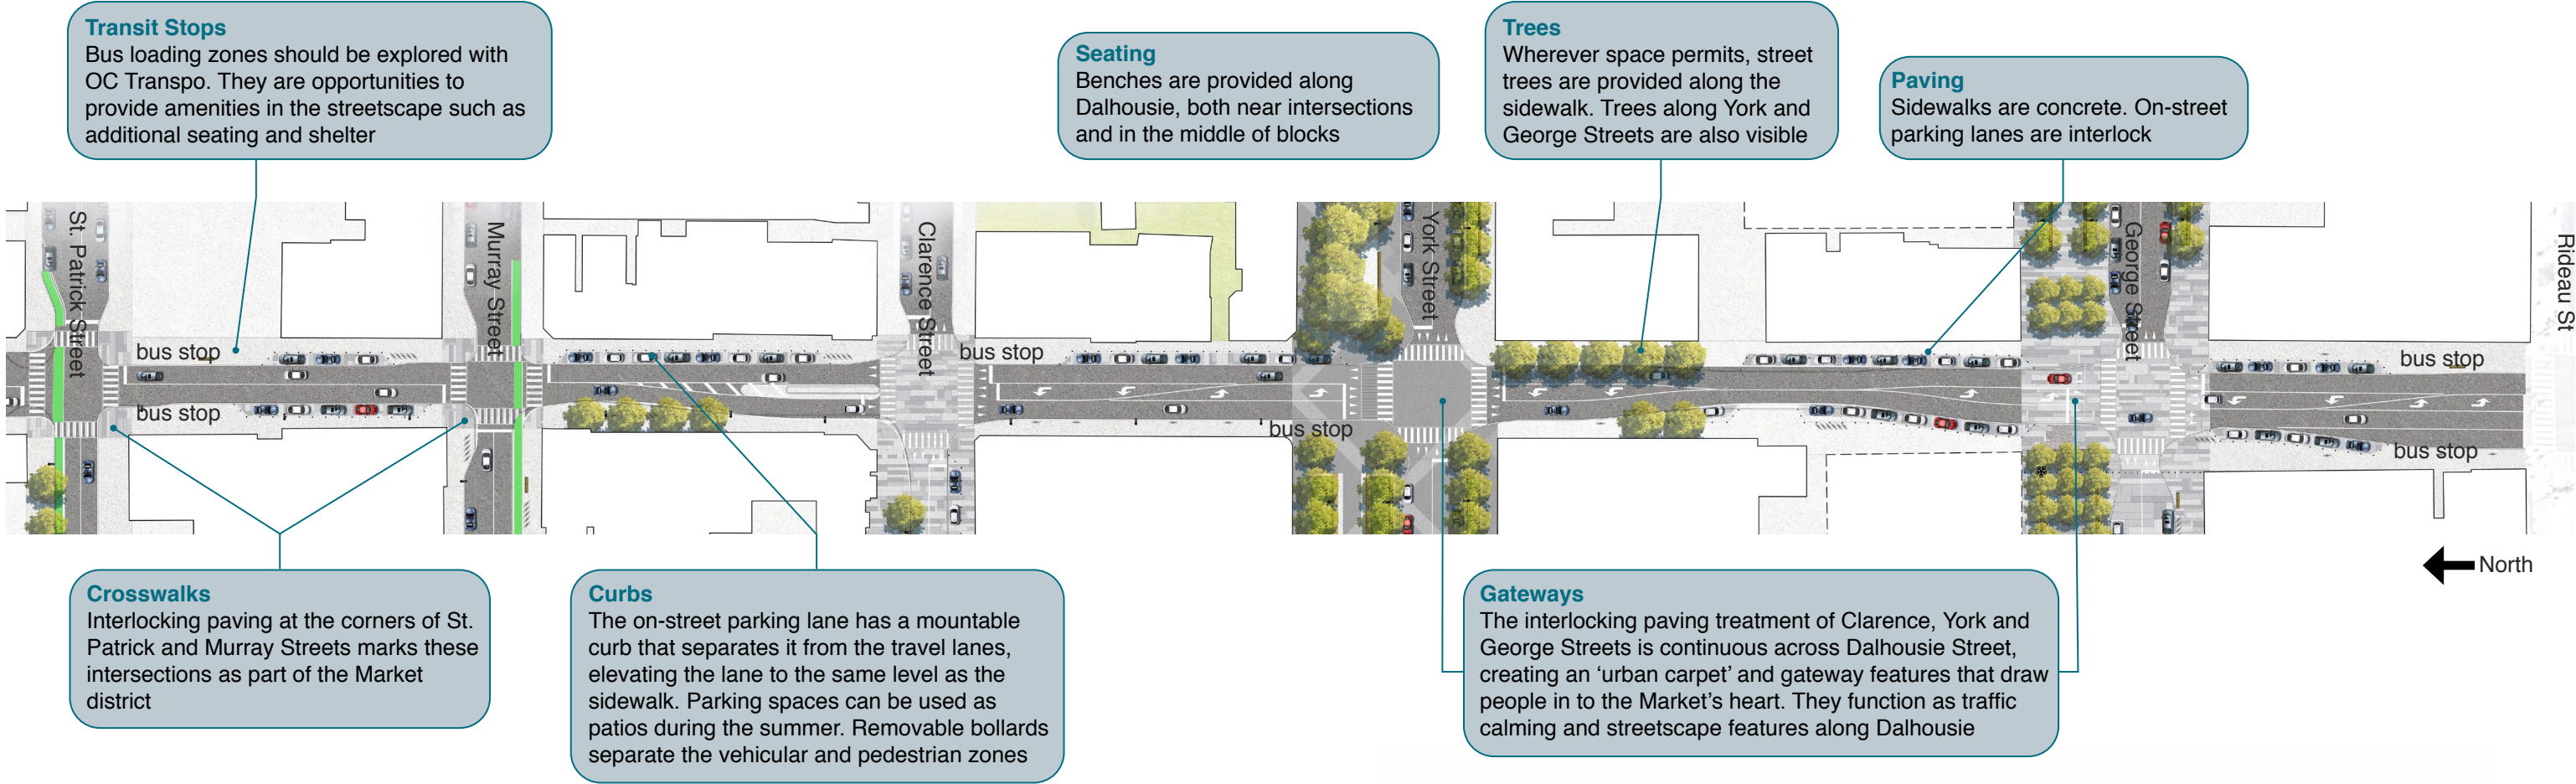 Transit Stops
Bus loading zones should be explored with
OC Transpo. They are opportunities to
provide amenities in the streetscape such as
additional seating and shelter
Seating
Benches are provided along
Dalhousie, both near intersections
and in the middle of blocks
Trees
Wherever space permits, street
trees are provided along the
sidewalk. Trees along York and
George Streets are also visible
Paving
Sidewalks are concrete. On-street
parking lanes are interlock
St. Patrick Street
Murray Street
Clarence Street
York Street
George Street
Rideau St
bus stop
bus stop
bus stop
bus stop
bus stop
bus stop
North
Crosswalks
Interlocking paving at the corners of St.
Patrick and Murray Streets marks these
intersections as part of the Market
district
Curbs
The on-street parking lane has a mountable
curb that separates it from the travel lanes,
elevating the lane to the same level as the
sidewalk. Parking spaces can be used as
patios during the summer. Removable bollards
separate the vehicular and pedestrian zones
Gateways
The interlocking paving treatment of Clarence, York and
George Streets is continuous across Dalhousie Street,
creating an ‘urban carpet’ and gateway features that draw
people in to the Market’s heart. They function as traffic
calming and streetscape features along Dalhousie